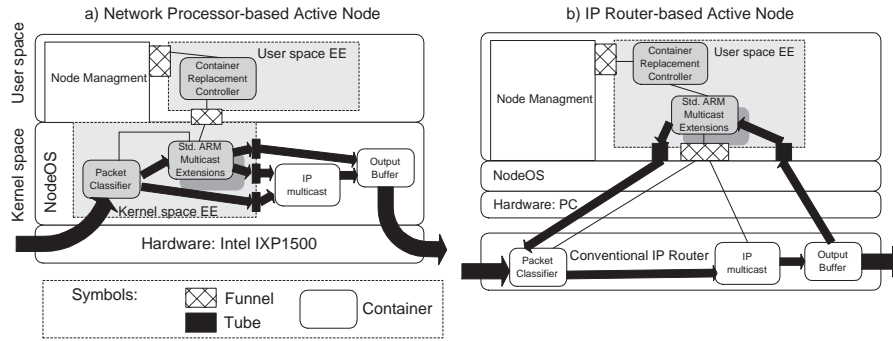 a) Network Processor-based Active Node
User space
Node Managment
User space EE
Container
Replacement
Controller
Kernel space
NodeOS
Std. ARM
Multicast
Extensions
Packet
Classifier
IP
multicast
Output
Buffer
Kernel space EE
Hardware: Intel IXP1500
Symbols:
Funnel
Tube
Container
b) IP Router-based Active Node
User space EE
Container
Replacement
Controller
Node Managment
Std. ARM
Multicast
Extensions
NodeOS
Hardware: PC
Packet
Classifier
Conventional IP Router
IP
multicast
Output
Buffer